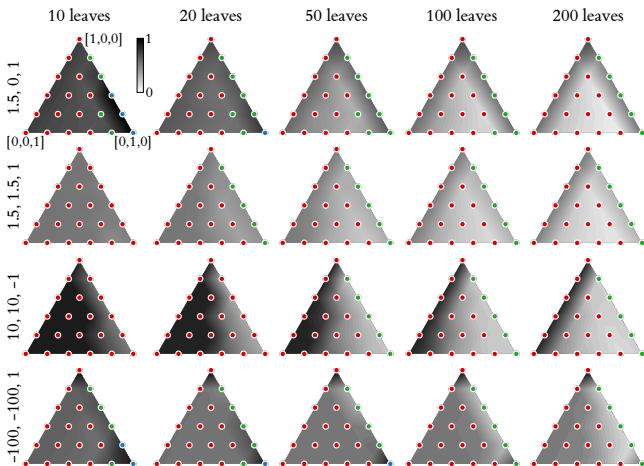 10 leaves 20 leaves 50 leaves 100 leaves 200 leaves
[1,0,0] 1
0
[0,0,1] [0,1,0]
1.5, 0, 1
1.5, 1.5, 1
10, 10, −1
−100, −100, 1